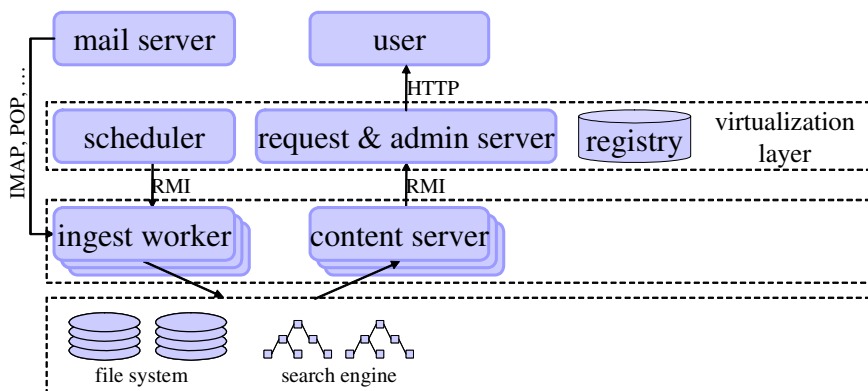 mail server
user
IMAP, POP, ...
HTTP
scheduler
request & admin server
registry
virtualization
layer
RMI
RMI
ingest worker
content server
file system
search engine